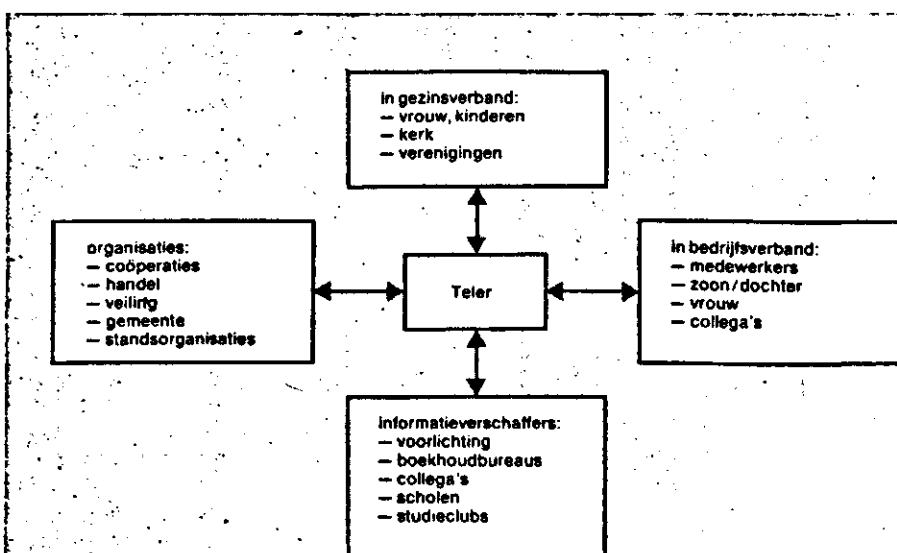 in gezinsverband:
— vrouw, kinderen
— kerk
— verenigingen
organisaties:
— coöperaties
— handel
— veiling
— gemeente
— standsorganisaties
Teler
in bedrijfsverband:
— medewerkers
— zoon/dochter
— vrouw
— collega's
informatieverschaffers:
— voorlichting
— boekhoudbureaus
— collega's
— scholen
— studieclubs